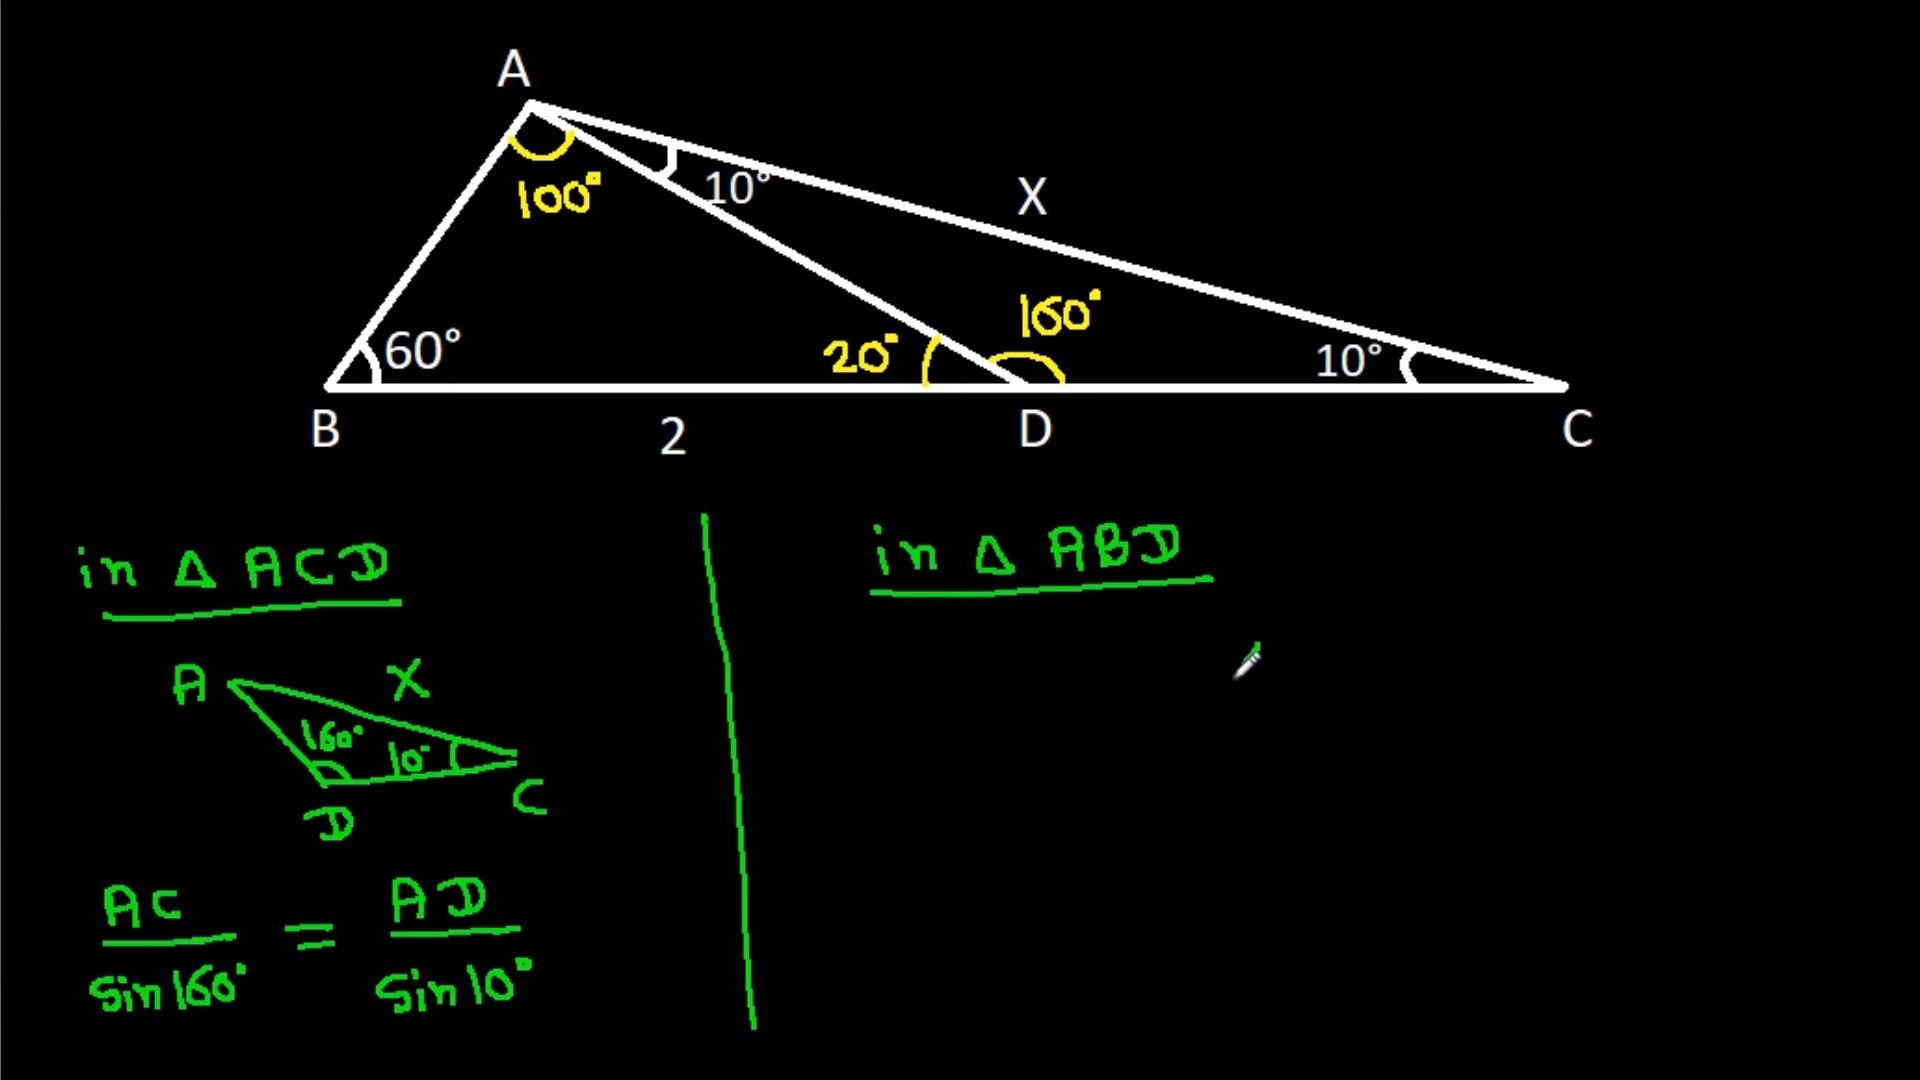 A
100°
10°
X
60°
20°
160°
10°
B
2
D
C
in Δ ACD
A
X
160°
10°
D
C
AC
sin 160°
=
AD
sin 10°
in Δ ABD